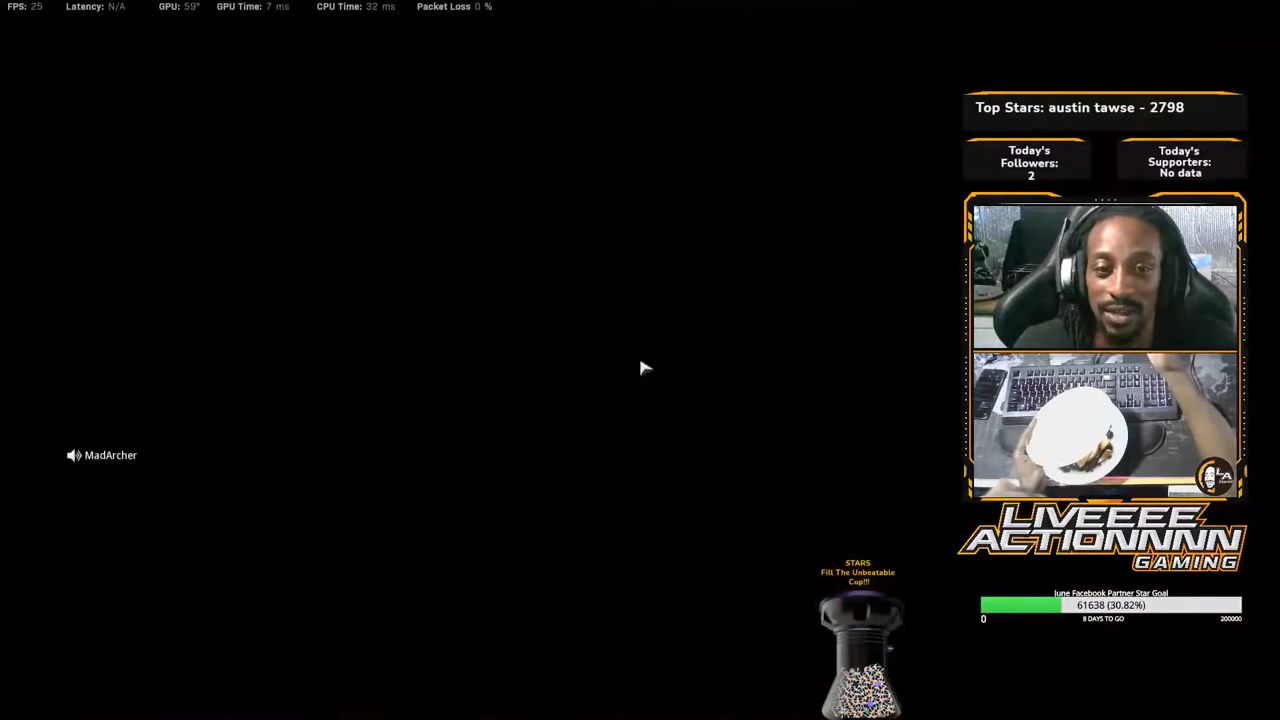 FPS: 25 Latency: N/A GPU: 59° GPU Time: 7 ms CPU Time: 32 ms Packet Loss 0 %
Top Stars: austin tawse - 2798
Today's
Followers:
2
Today's
Supporters:
No data
MadArcher
LA
LIVEEEE
ACTIONNNN
GAMING
STARS
Fill The Unbeatable
Cup!!!
June Facebook Partner Star Goal
61638 (30.82%)
0 8 DAYS TO GO 200000